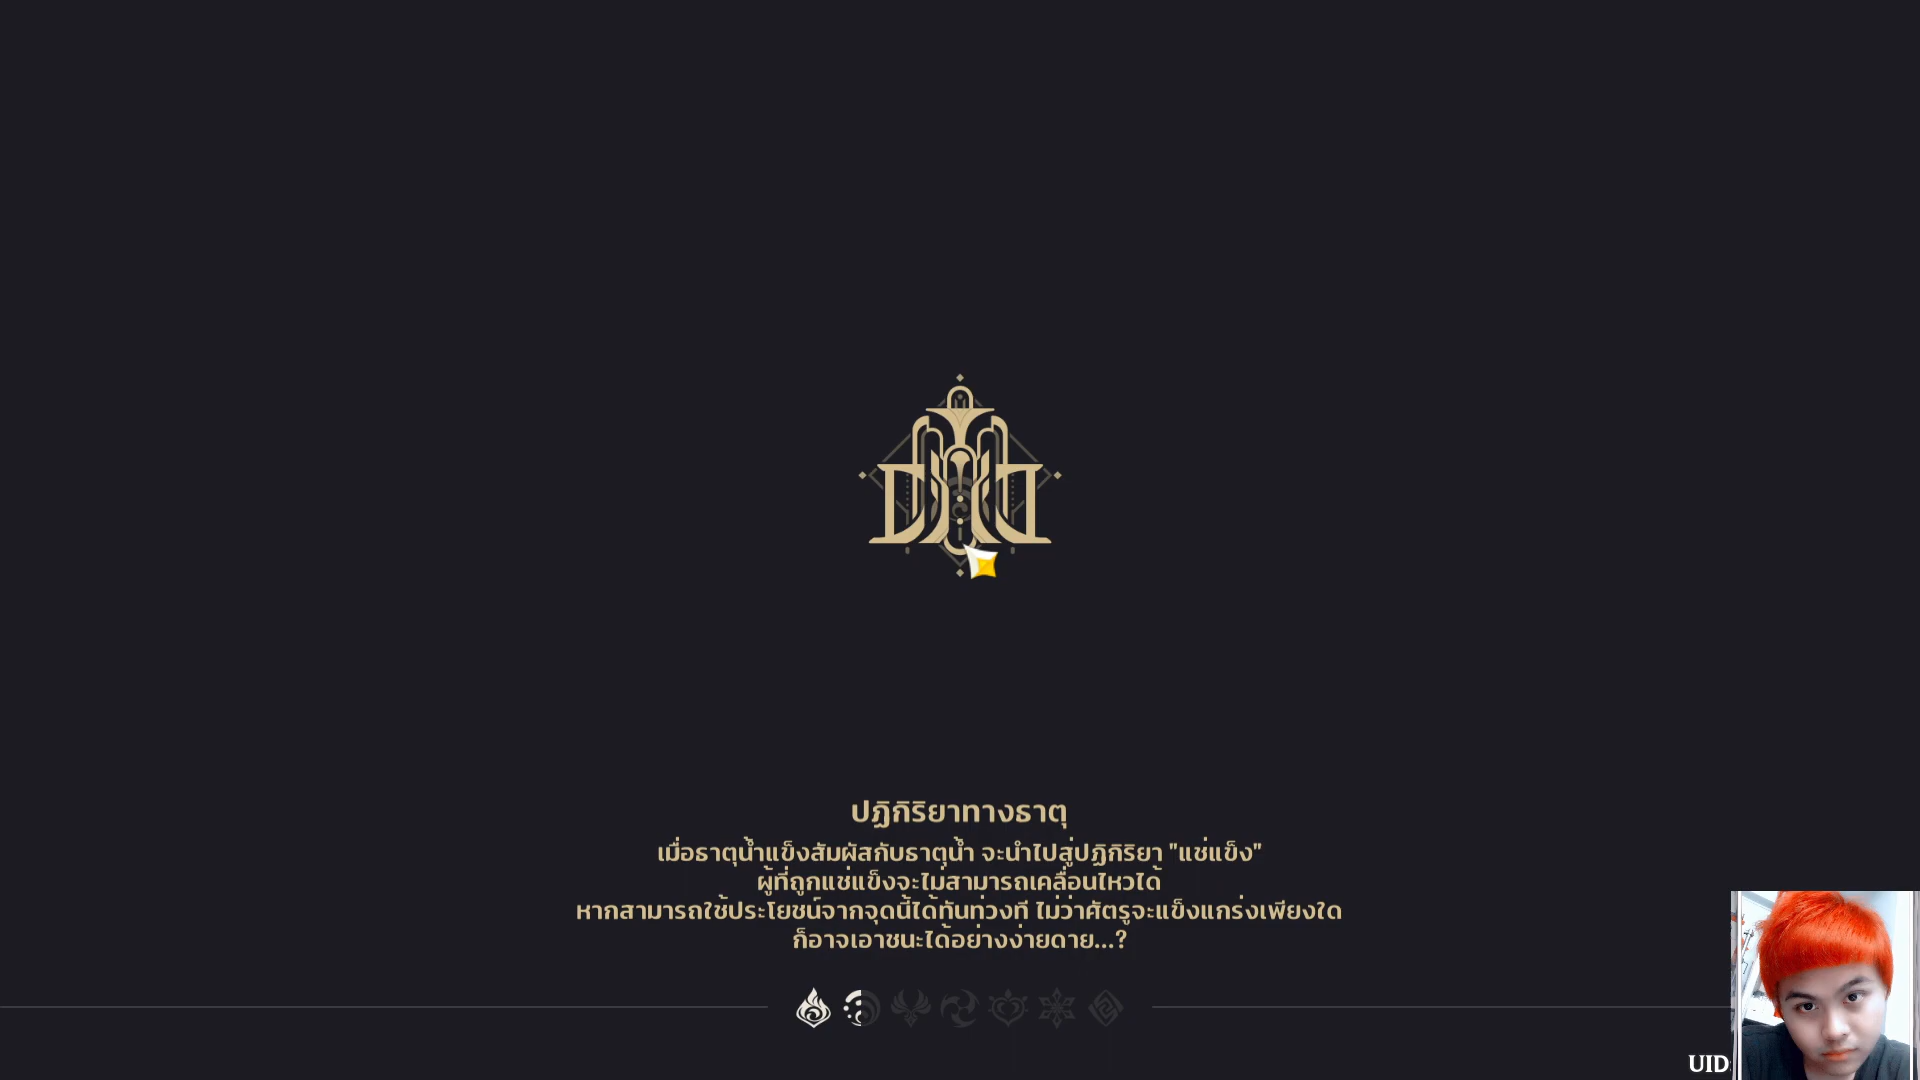 ปฏิกิริยาทางธาตุ
เมื่อธาตุน้ำแข็งสัมผัสกับธาตุน้ำ จะนำไปสู่ปฏิกิริยา "แช่แข็ง"
ผู้ที่ถูกแช่แข็งจะไม่สามารถเคลื่อนไหวได้
หากสามารถใช้ประโยชน์จากจุดนี้ได้ทันท่วงที ไม่ว่าศัตรูจะแข็งแกร่งเพียงใด
ก็อาจเอาชนะได้อย่างง่ายดาย...?
UID